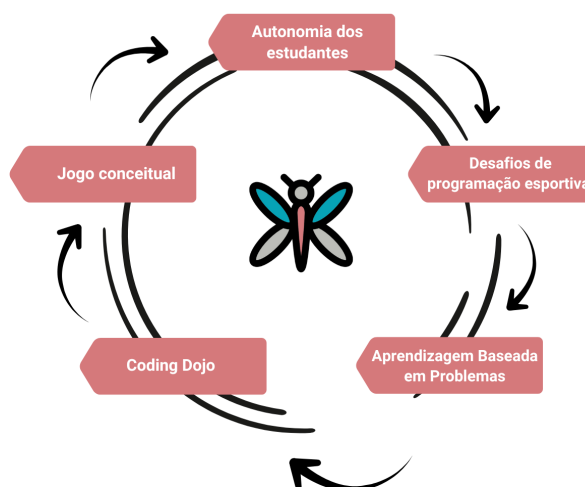 Autonomia dos
estudantes
Jogo conceitual
Desafios de
programação esportiva
Coding Dojo
Aprendizagem Baseada
em Problemas